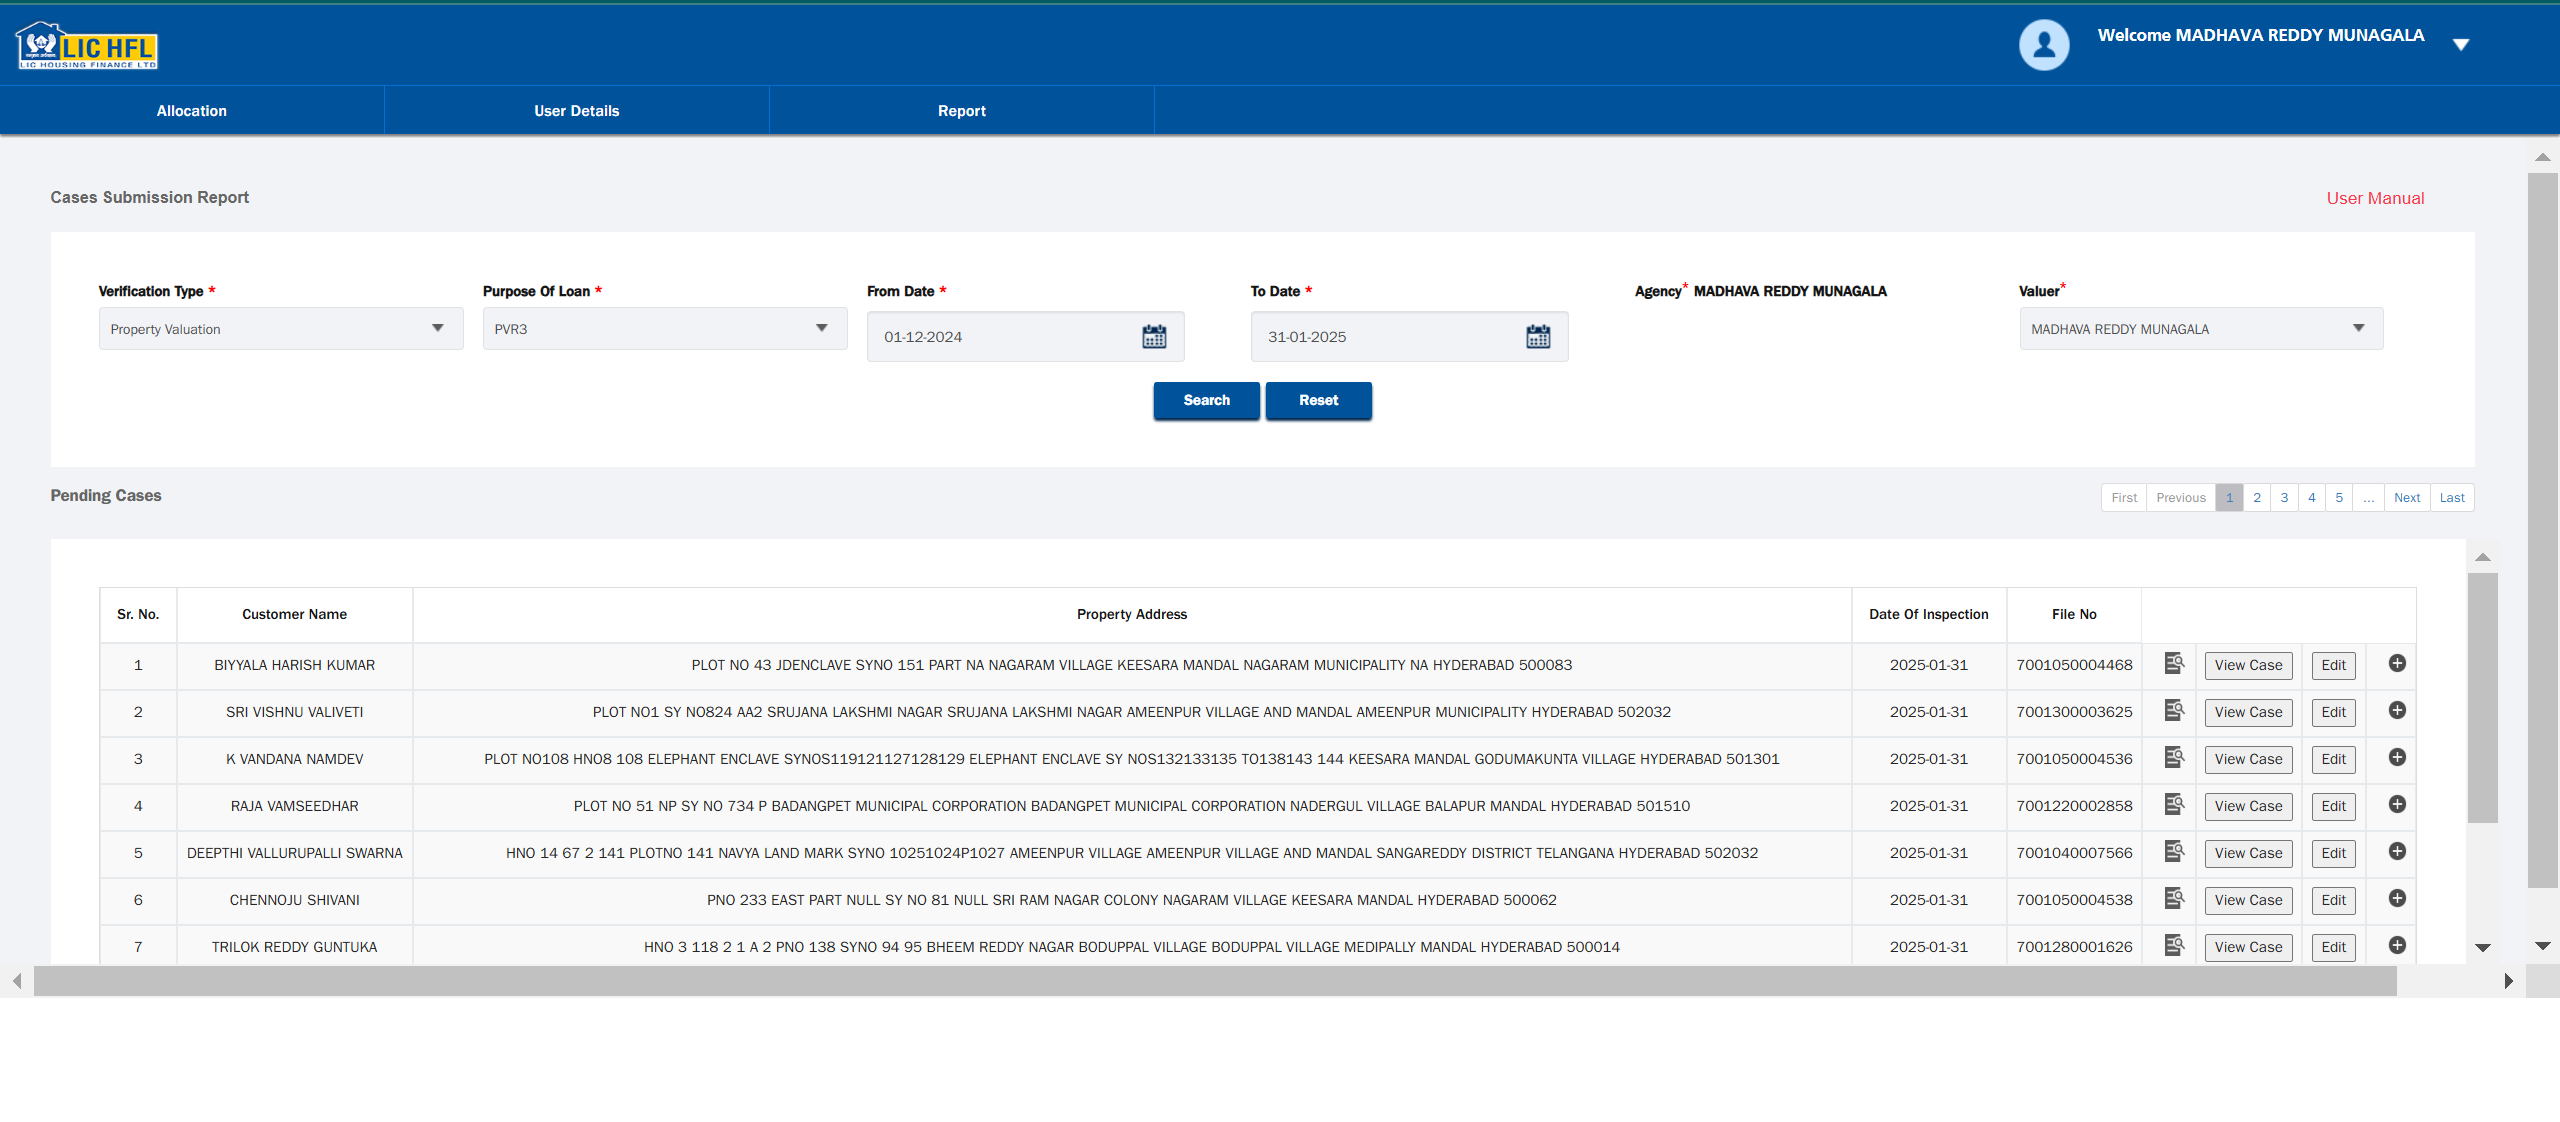 LIC HFL
LIC HOUSING FINANCE LTD
Welcome MADHAVA REDDY MUNAGALA
Allocation User Details Report
Cases Submission Report User Manual
Verification Type * Purpose Of Loan * From Date * To Date * Agency* MADHAVA REDDY MUNAGALA Valuer*
Property Valuation PVR3 01-12-2024 31-01-2025 MADHAVA REDDY MUNAGALA
Search Reset
Pending Cases First Previous 1 2 3 4 5 ... Next Last
Sr. No. Customer Name Property Address Date Of Inspection File No
1 BIYYALA HARISH KUMAR PLOT NO 43 JDENCLAVE SYNO 151 PART NA NAGARAM VILLAGE KEESARA MANDAL NAGARAM MUNICIPALITY NA HYDERABAD 500083 2025-01-31 7001050004468 View Case Edit
2 SRI VISHNU VALIVETI PLOT NO1 SY NO824 AA2 SRUJANA LAKSHMI NAGAR SRUJANA LAKSHMI NAGAR AMEENPUR VILLAGE AND MANDAL AMEENPUR MUNICIPALITY HYDERABAD 502032 2025-01-31 7001300003625 View Case Edit
3 K VANDANA NAMDEV PLOT NO108 HNO8 108 ELEPHANT ENCLAVE SYNOS119121127128129 ELEPHANT ENCLAVE SY NOS132133135 TO138143 144 KEESARA MANDAL GODUMAKUNTA VILLAGE HYDERABAD 501301 2025-01-31 7001050004536 View Case Edit
4 RAJA VAMSEEDHAR PLOT NO 51 NP SY NO 734 P BADANGPET MUNICIPAL CORPORATION BADANGPET MUNICIPAL CORPORATION NADERGUL VILLAGE BALAPUR MANDAL HYDERABAD 501510 2025-01-31 7001220002858 View Case Edit
5 DEEPTHI VALLURUPALLI SWARNA HNO 14 67 2 141 PLOTNO 141 NAVYA LAND MARK SYNO 10251024P1027 AMEENPUR VILLAGE AMEENPUR VILLAGE AND MANDAL SANGAREDDY DISTRICT TELANGANA HYDERABAD 502032 2025-01-31 7001040007566 View Case Edit
6 CHENNOJU SHIVANI PNO 233 EAST PART NULL SY NO 81 NULL SRI RAM NAGAR COLONY NAGARAM VILLAGE KEESARA MANDAL HYDERABAD 500062 2025-01-31 7001050004538 View Case Edit
7 TRILOK REDDY GUNTUKA HNO 3 118 2 1 A 2 PNO 138 SYNO 94 95 BHEEM REDDY NAGAR BODUPPAL VILLAGE BODUPPAL VILLAGE MEDIPALLY MANDAL HYDERABAD 500014 2025-01-31 7001280001626 View Case Edit